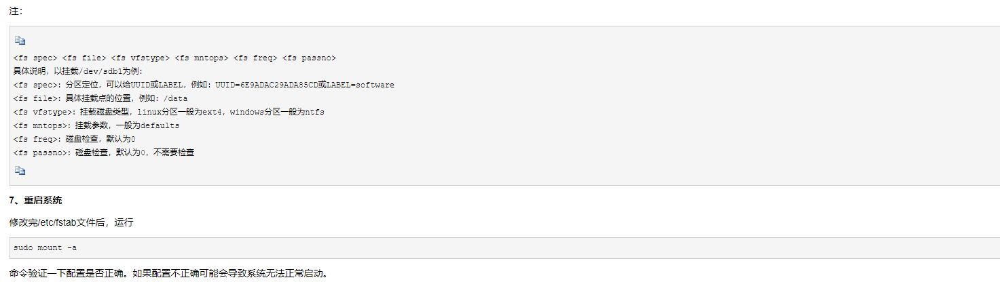 注：
<fs spec> <fs file> <fs vfstype> <fs mntops> <fs freq> <fs passno>
具体说明，以挂载/dev/sdb1为例：
<fs spec>：分区定位，可以给UUID或LABEL，例如：UUID=6E9ADAC29ADA85CD或LABEL=software
<fs file>：具体挂载点的位置，例如：/data
<fs vfstype>：挂载磁盘类型，linux分区一般为ext4，windows分区一般为ntfs
<fs mntops>：挂载参数，一般为defaults
<fs freq>：磁盘检查，默认为0
<fs passno>：磁盘检查，默认为0，不需要检查
7、重启系统
修改完/etc/fstab文件后，运行
sudo mount -a
命令验证一下配置是否正确。如果配置不正确可能会导致系统无法正常启动。